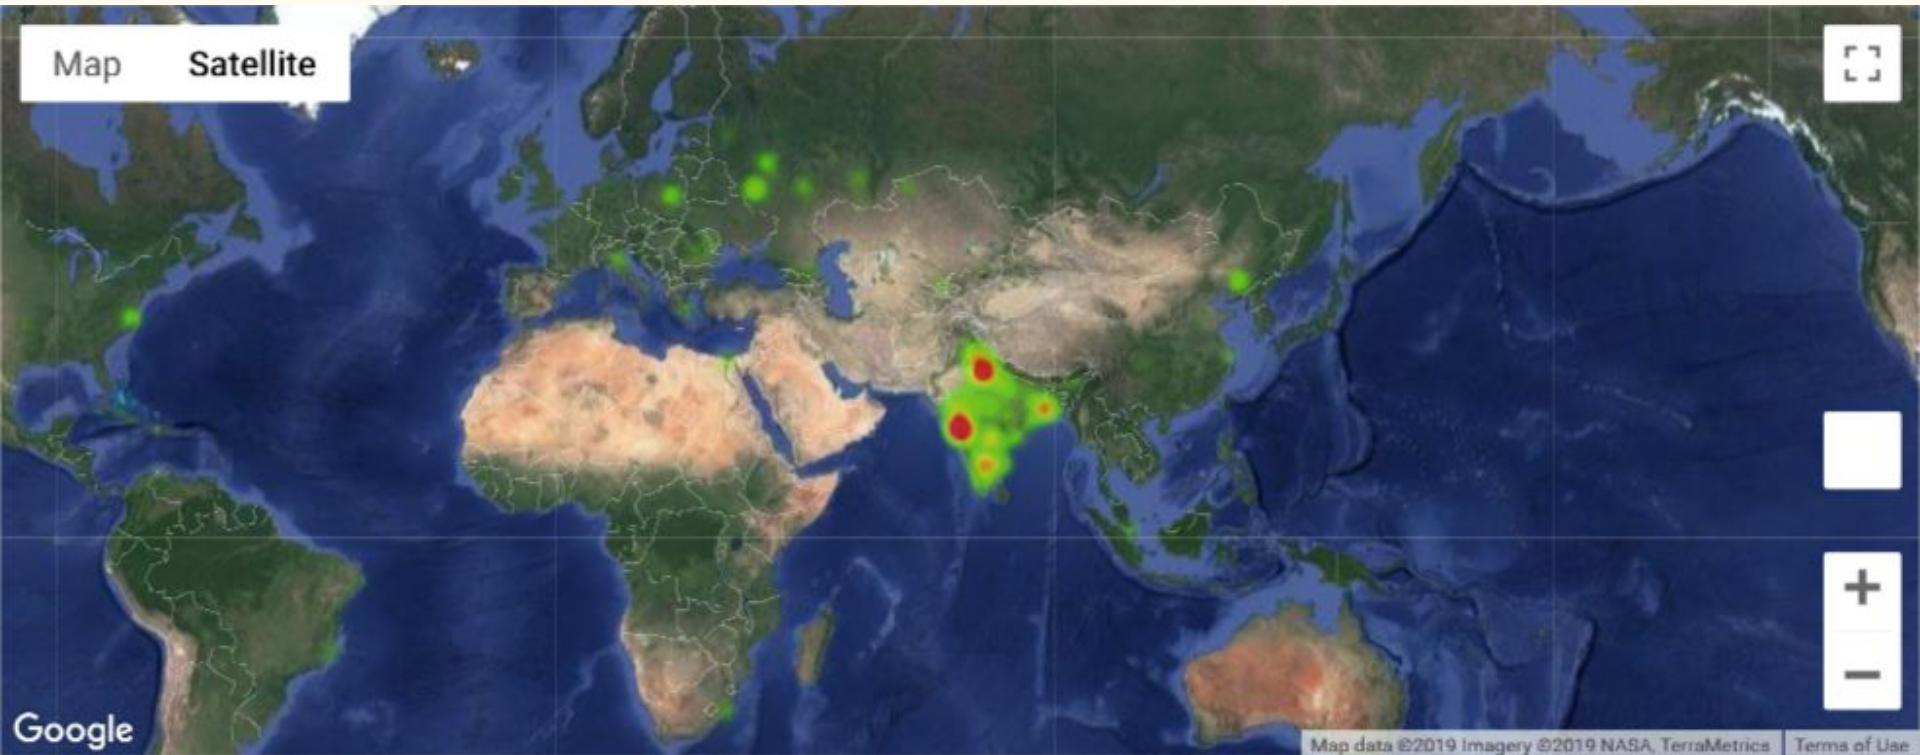 Map Satellite
Google
Map data ©2019 Imagery ©2019 NASA, TerraMetrics Terms of Use